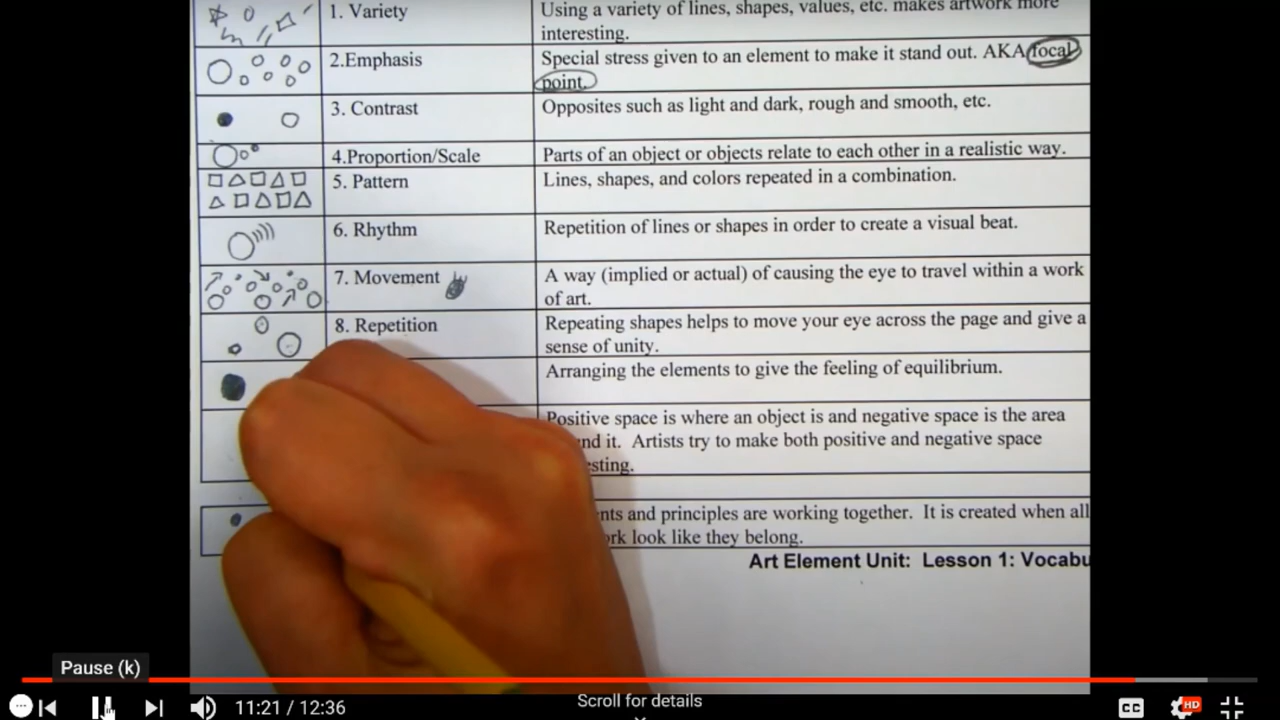 1. Variety
Using a variety of lines, shapes, values, etc. makes artwork more
interesting.
2.Emphasis
Special stress given to an element to make it stand out. AKA focal
point.
3. Contrast
Opposites such as light and dark, rough and smooth, etc.
4.Proportion/Scale
Parts of an object or objects relate to each other in a realistic way.
5. Pattern
Lines, shapes, and colors repeated in a combination.
6. Rhythm
Repetition of lines or shapes in order to create a visual beat.
7. Movement
A way (implied or actual) of causing the eye to travel within a work
of art.
8. Repetition
Repeating shapes helps to move your eye across the page and give a
sense of unity.
Arranging the elements to give the feeling of equilibrium.
Positive space is where an object is and negative space is the area
it. Artists try to make both positive and negative space
and principles are working together. It is created when all
look like they belong.
Art Element Unit: Lesson 1:
Pause (k)
11:21 / 12:36
Scroll for details
CC
HD